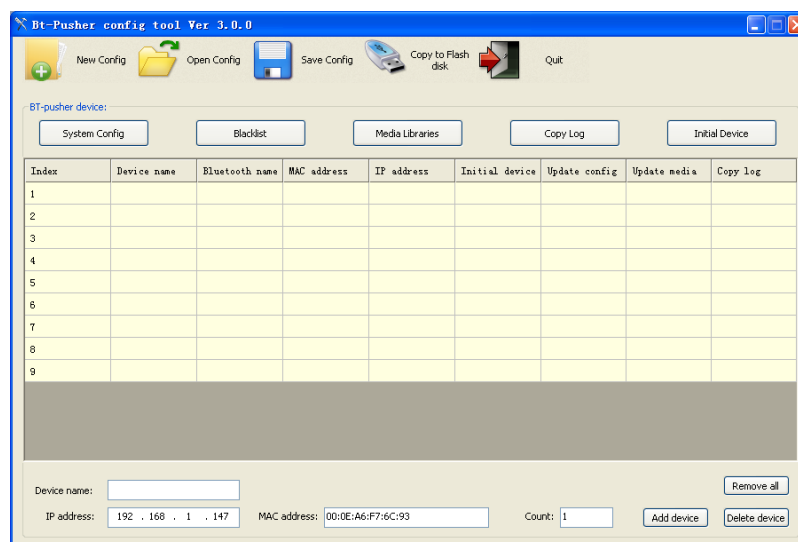 Bt-Pusher config tool Ver 3.0.0
New Config Open Config Save Config Copy to Flash disk Quit
BT-pusher device:
System Config Blacklist Media Libraries Copy Log Initial Device
Index Device name Bluetooth name MAC address IP address Initial device Update config Update media Copy log
1
2
3
4
5
6
7
8
9
Remove all
Device name:
IP address: 192 . 168 . 1 . 147 MAC address: 00:0E:A6:F7:6C:93 Count: 1 Add device Delete device